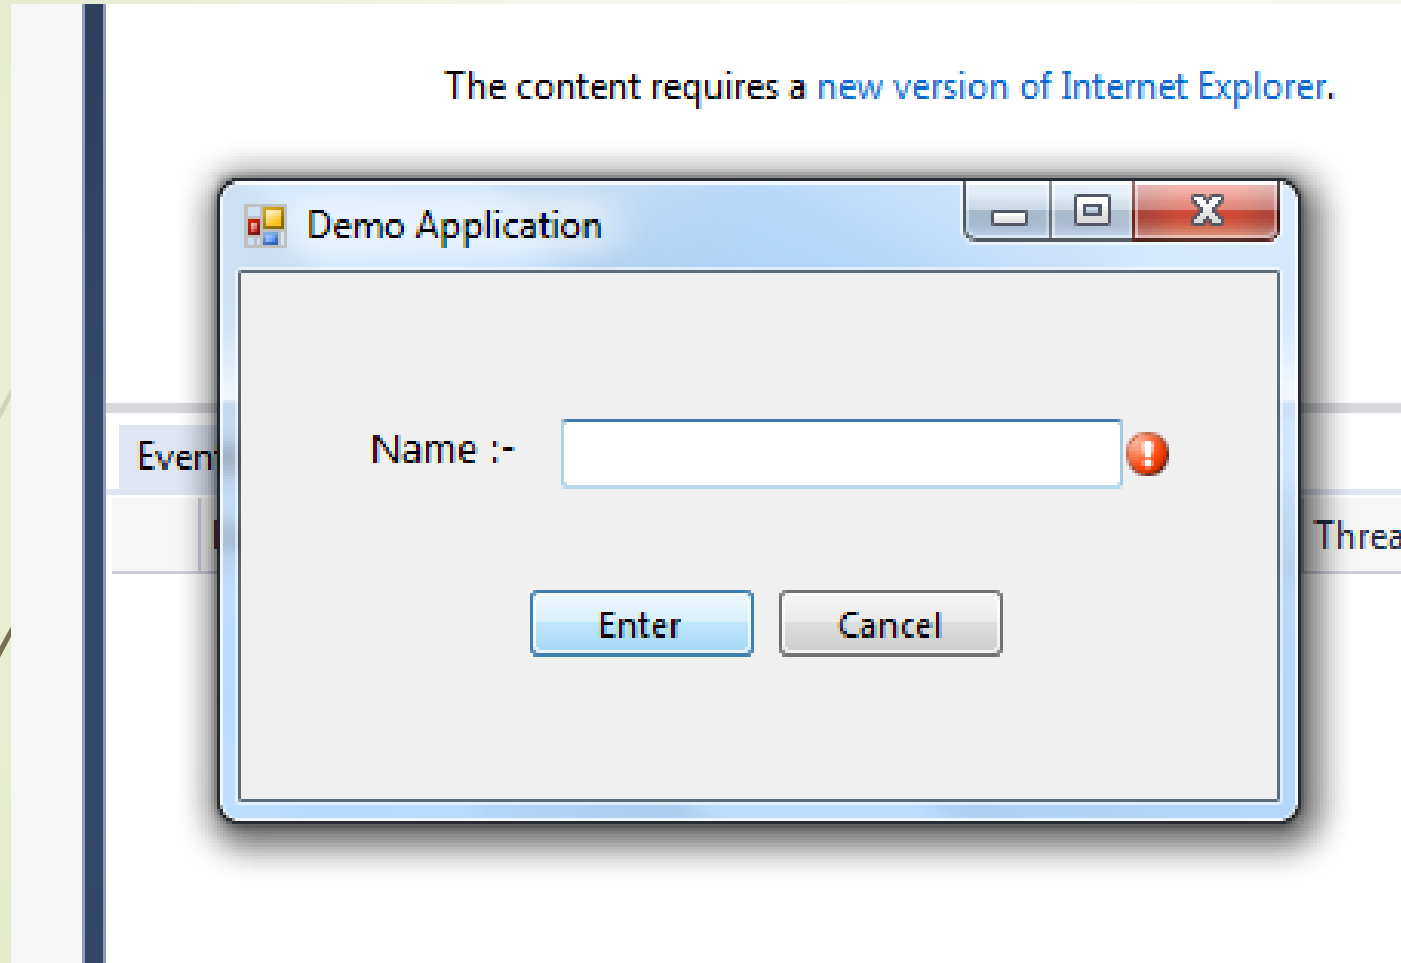 The content requires a new version of Internet Explorer.
Demo Application
Name :-
Enter
Cancel